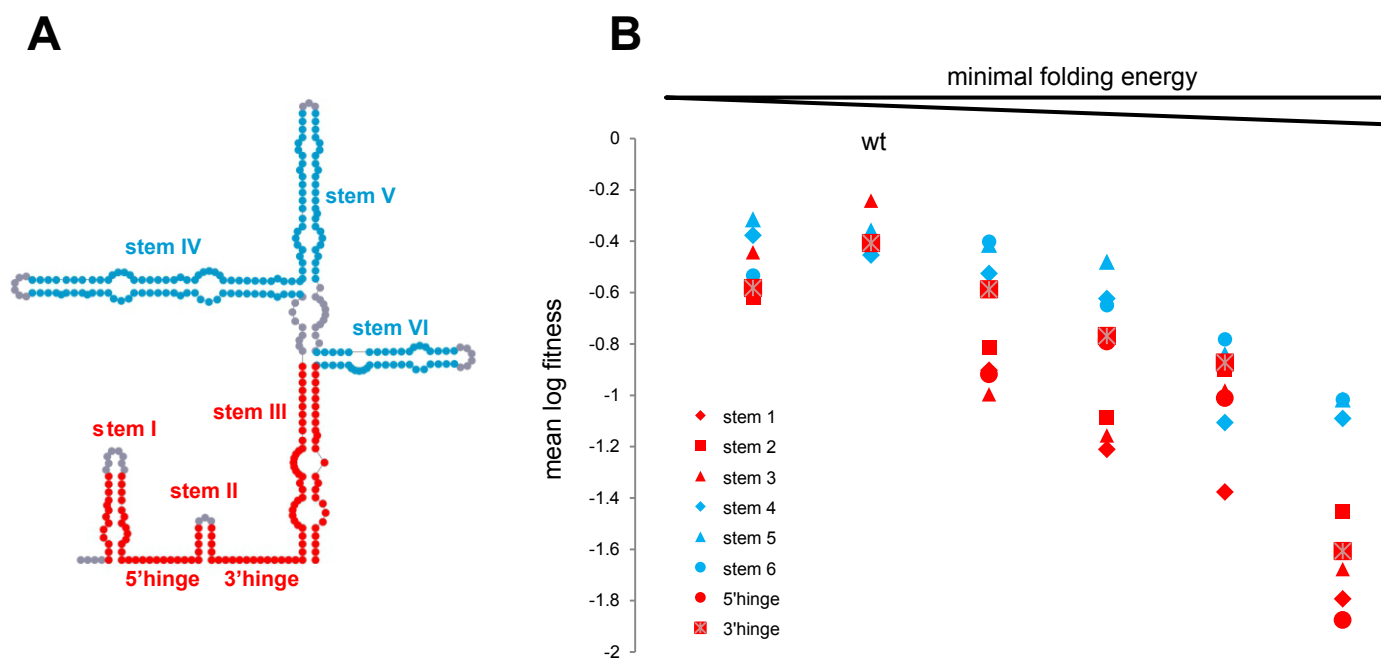 A
stem V
stem IV
stem VI
stem III
stem I
stem II
5'hinge
3'hinge
B
minimal folding energy
wt
mean log fitness
0
-0.2
-0.4
-0.6
-0.8
-1
-1.2
-1.4
-1.6
-1.8
-2
stem 1
stem 2
stem 3
stem 4
stem 5
stem 6
5'hinge
3'hinge